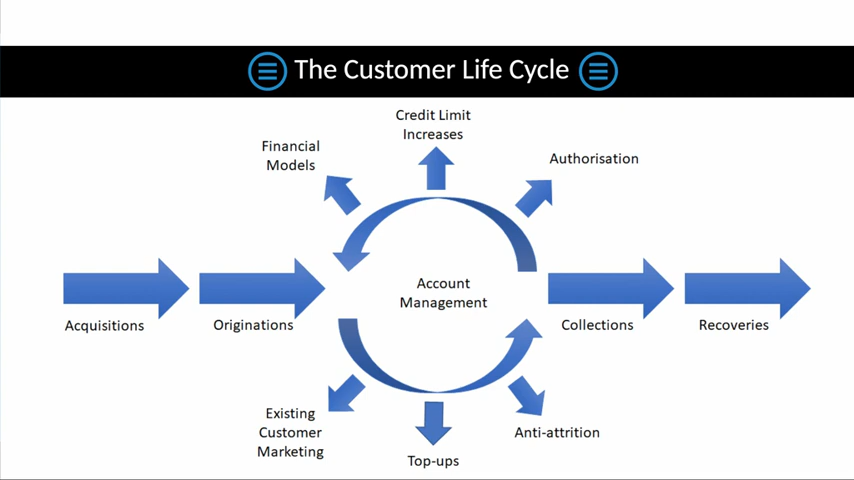 The Customer Life Cycle
Credit Limit
Increases
Financial
Models
Authorisation
Account
Management
Acquisitions
Originations
Collections
Recoveries
Existing
Customer
Marketing
Top-ups
Anti-attrition